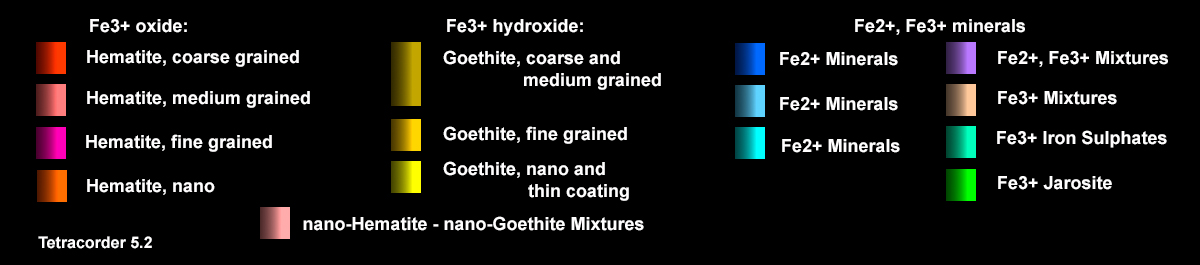 Fe3+ oxide:
Hematite, coarse grained
Hematite, medium grained
Hematite, fine grained
Hematite, nano
Fe3+ hydroxide:
Goethite, coarse and
medium grained
Goethite, fine grained
Goethite, nano and
thin coating
nano-Hematite - nano-Goethite Mixtures
Fe2+, Fe3+ minerals
Fe2+ Minerals
Fe2+ Minerals
Fe2+ Minerals
Fe2+, Fe3+ Mixtures
Fe3+ Mixtures
Fe3+ Iron Sulphates
Fe3+ Jarosite
Tetracorder 5.2